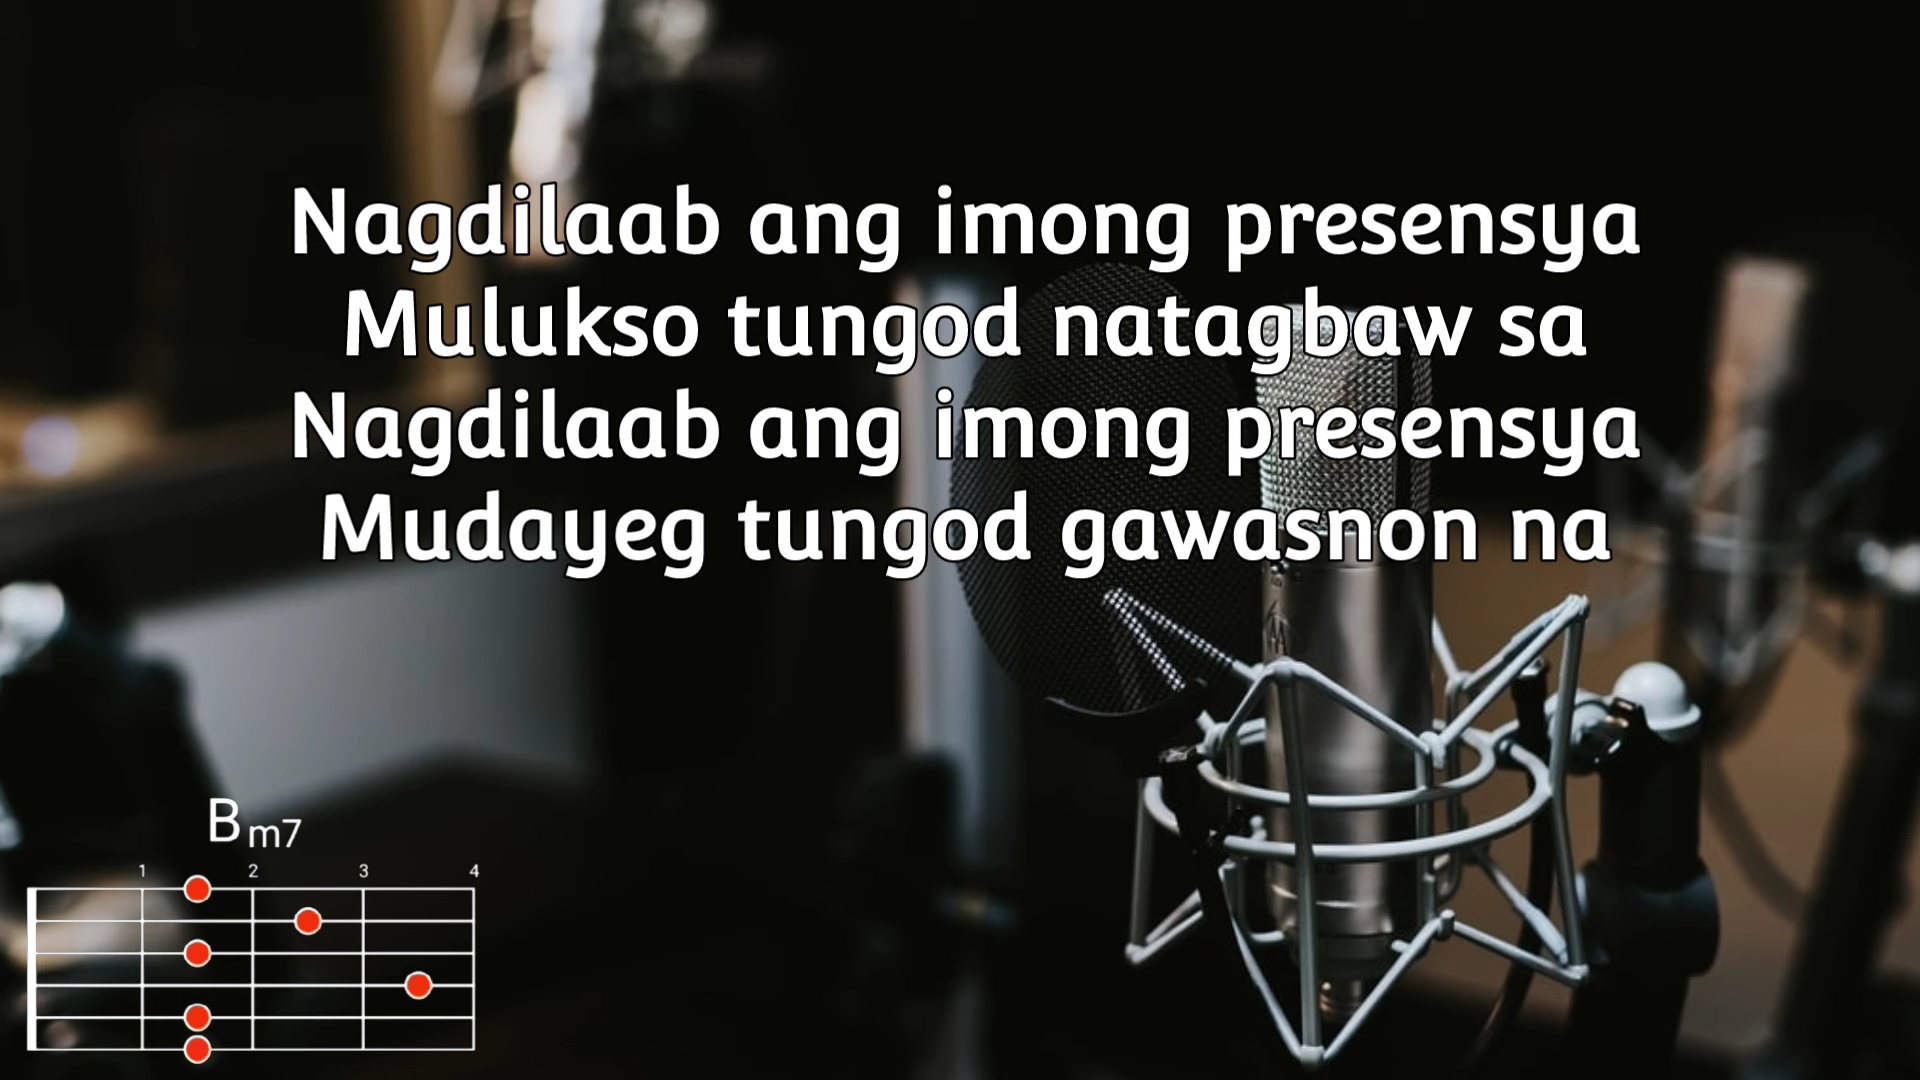 Nagdilaab ang imong presensya
Mulukso tungod natagbaw sa
Nagdilaab ang imong presensya
Mudayeg tungod gawasnon na
Bm7
1 2 3 4